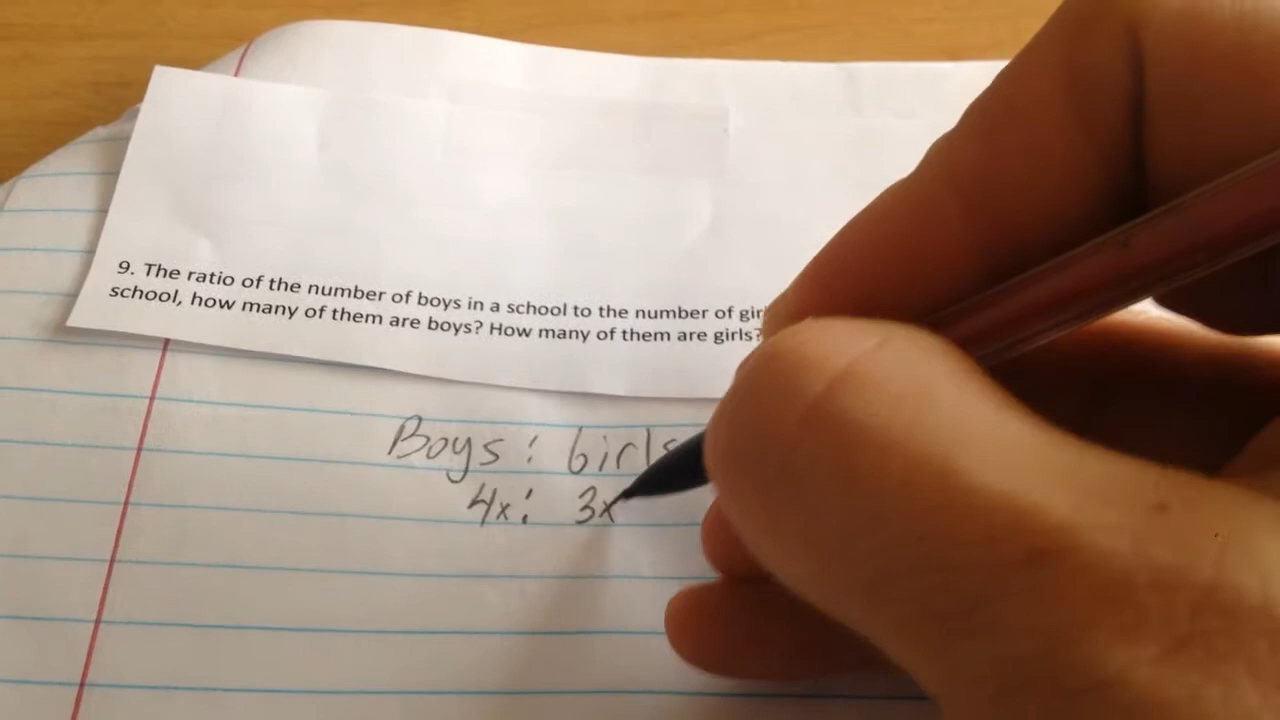 9. The ratio of the number of boys in a school to the number of
school, how many of them are boys? How many of them are girls?
Boys : Girls
4x : 3x